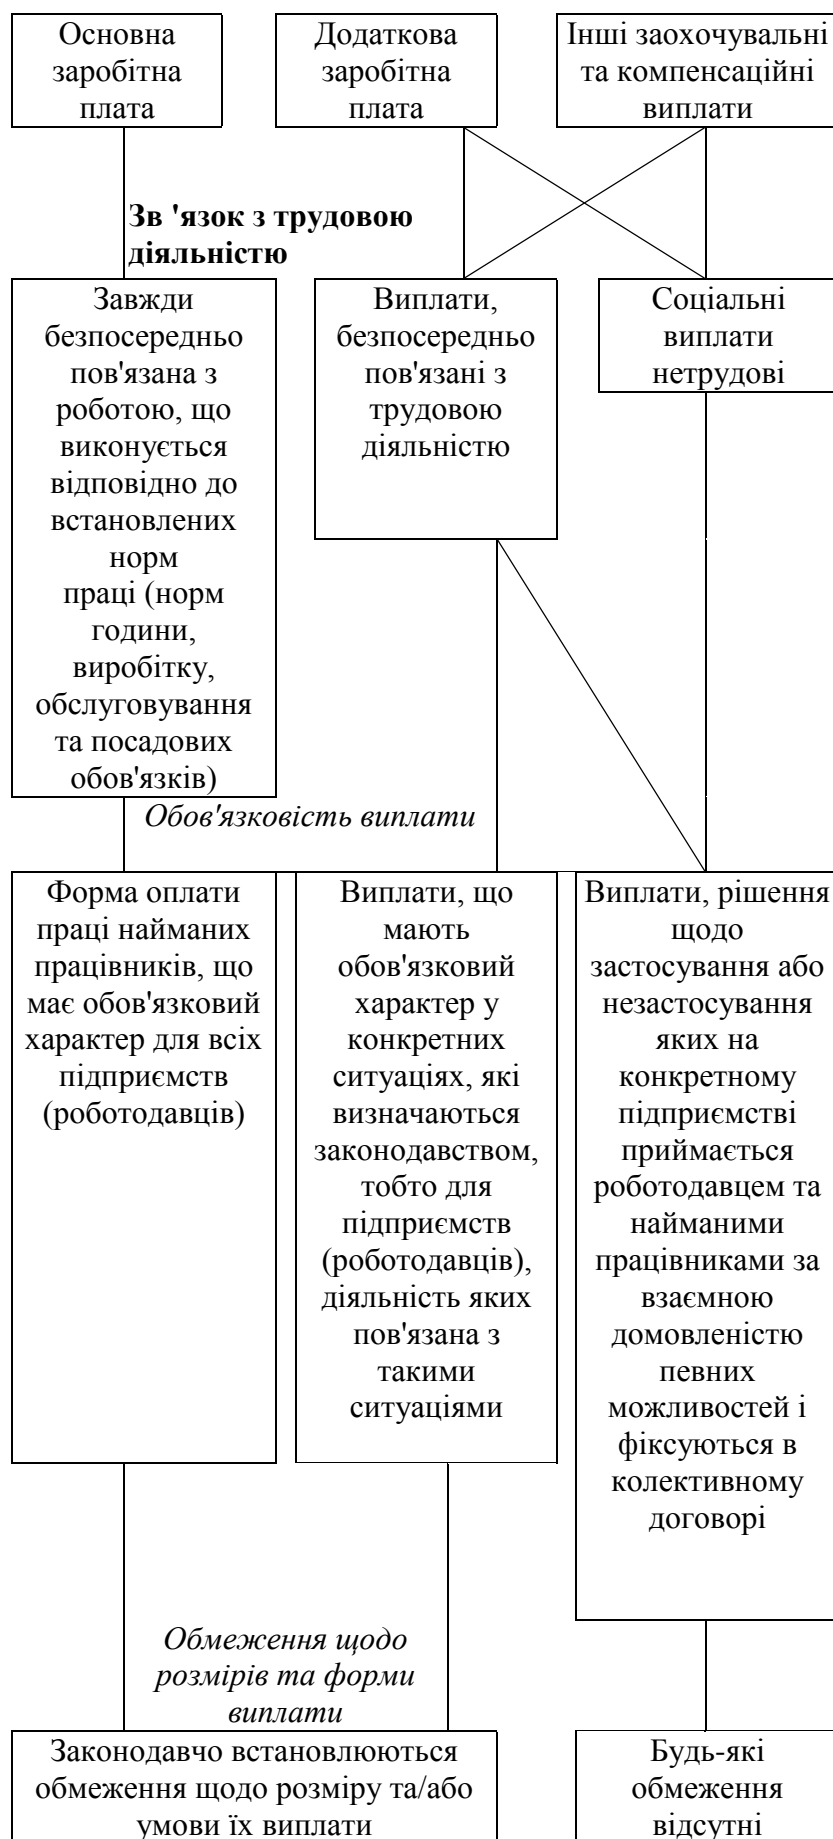 Основна
заробітна
плата
Додаткова
заробітна
плата
Інші заохочувальні
та компенсаційні
виплати
Зв 'язок з трудовою
діяльністю
Завжди
безпосередньо
пов'язана з
роботою, що
виконується
відповідно до
встановлених
норм
праці (норм
години,
виробітку,
обслуговування
та посадових
обов'язків)
Виплати,
безпосередньо
пов'язані з
трудовою
діяльністю
Соціальні
виплати
нетрудові
Обов'язковість виплати
Форма оплати
праці найманих
працівників, що
має обов'язковий
характер для всіх
підприємств
(роботодавців)
Виплати, що
мають
обов'язковий
характер у
конкретних
ситуаціях, які
визначаються
законодавством,
тобто для
підприємств
(роботодавців),
діяльність яких
пов'язана з
такими
ситуаціями
Виплати, рішення
щодо
застосування або
незастосування
яких на
конкретному
підприємстві
приймається
роботодавцем та
найманими
працівниками за
взаємною
домовленістю
певних
можливостей і
фіксуються в
колективному
договорі
Обмеження щодо
розмірів та форми
виплати
Законодавчо встановлюються
обмеження щодо розміру та/або
умови їх виплати
Будь-які
обмеження
відсутні